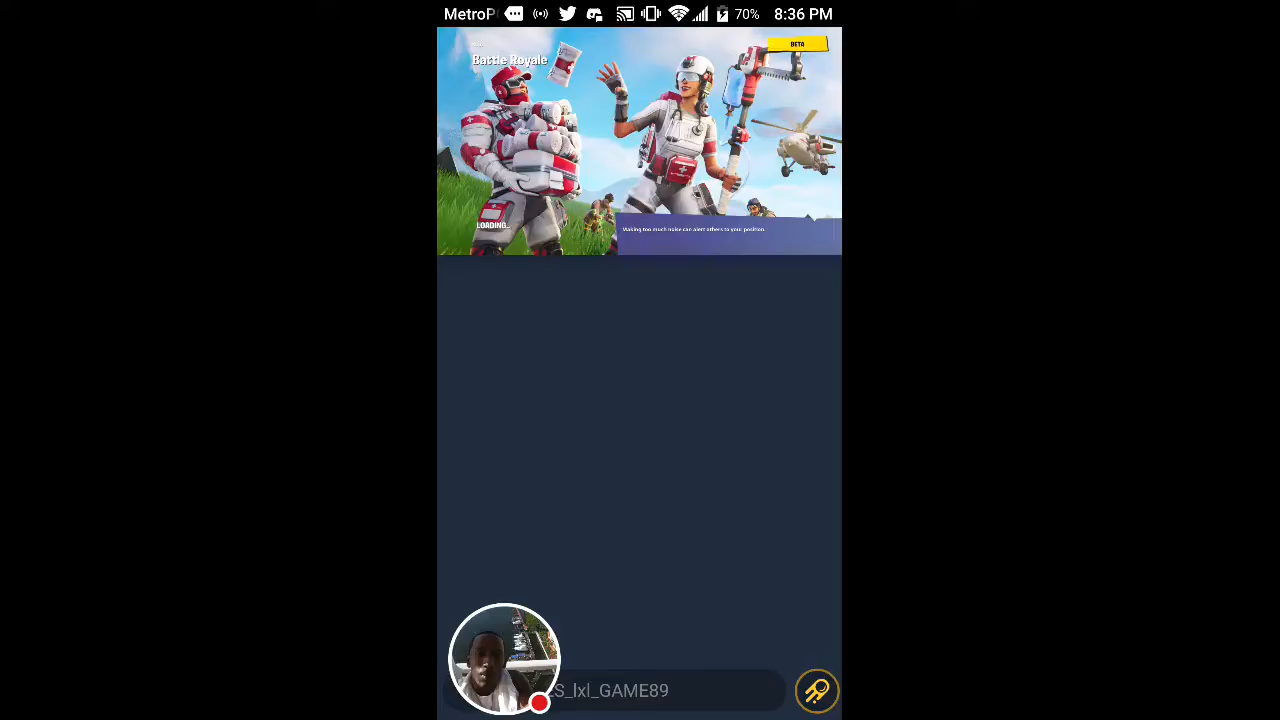 MetroP
70%
8:36 PM
BETA
Battle Royale
LOADING..
Making too much noise can alert others to your position.
S_lxl_GAME89